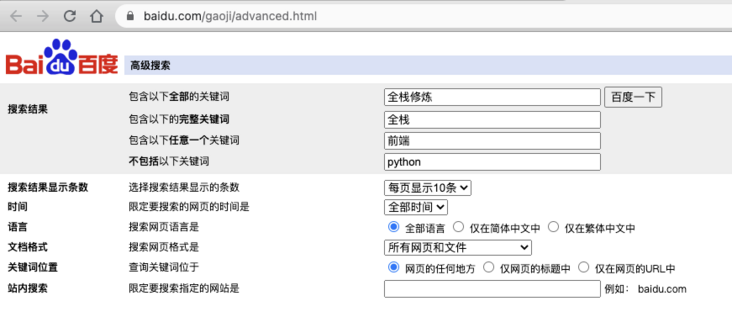 baidu.com/gaoji/advanced.html
Bai du 百度 高级搜索
搜索结果 包含以下全部的关键词 全栈修炼 百度一下
包含以下的完整关键词 全栈
包含以下任意一个关键词 前端
不包括以下关键词 python
搜索结果显示条数 选择搜索结果显示的条数 每页显示10条
时间 限定要搜索的网页的时间是 全部时间
语言 搜索网页语言是 全部语言 仅在简体中文中 仅在繁体中文中
文档格式 搜索网页格式是 所有网页和文件
关键词位置 查询关键词位于 网页的任何地方 仅网页的标题中 仅在网页的URL中
站内搜索 限定要搜索指定的网站是 例如： baidu.com